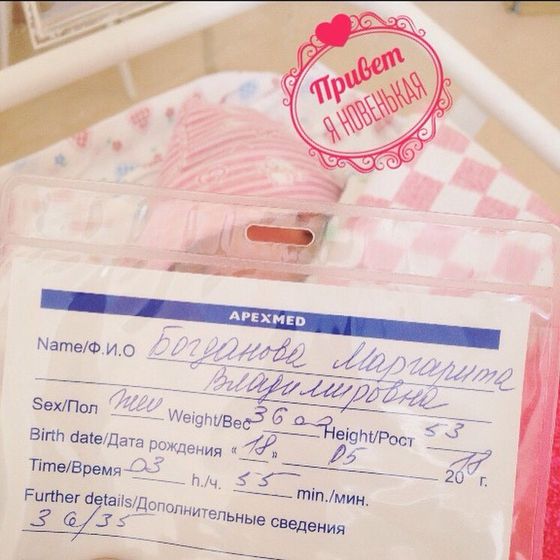 Привет
Я НОВЕНЬКАЯ
APEXMED
Name/Ф.И.О Богданова Маргарита
Владимировна
Sex/Пол жен Weight/Вес 3600 Height/Рост 53
Birth date/Дата рождения «18» 05 2018 г.
Time/Время 03 h./ч. 55 min./мин.
Further details/Дополнительные сведения
36/35